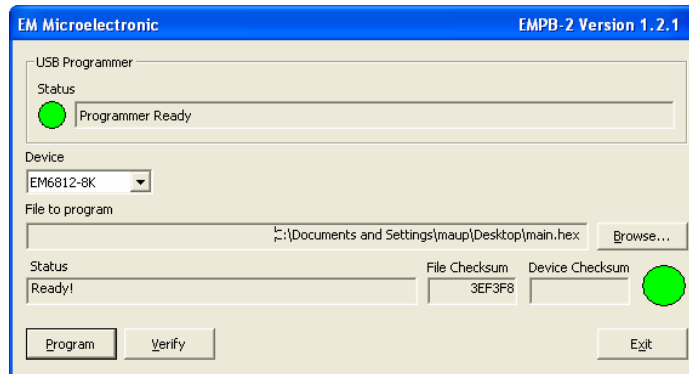 EM Microelectronic EMPB-2 Version 1.2.1
USB Programmer
Status
Programmer Ready
Device
EM6812-8K
File to program
C:\Documents and Settings\maup\Desktop\main.hex Browse...
Status File Checksum Device Checksum
Ready! 3EF3F8
Program Verify Exit